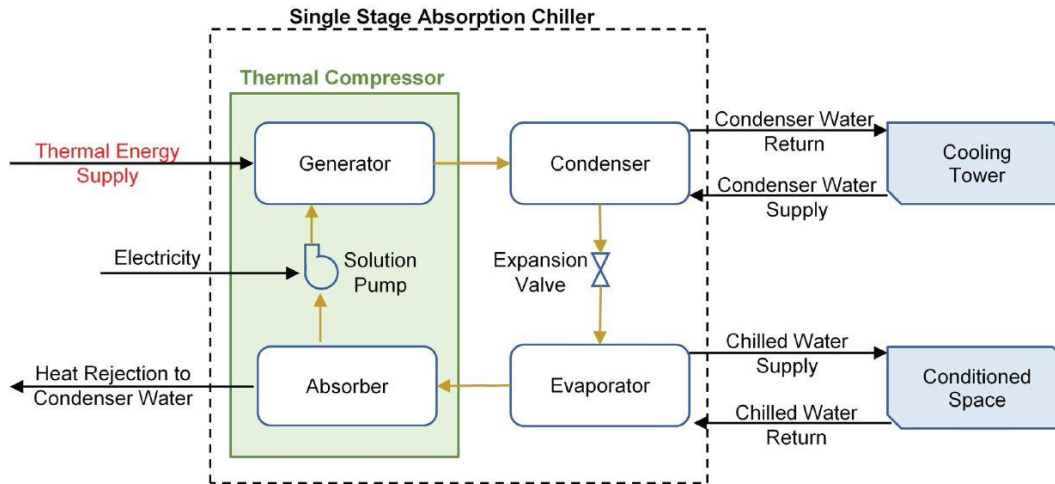 Single Stage Absorption Chiller
Thermal Compressor
Thermal Energy
Supply
Generator
Condenser
Condenser Water
Return
Condenser Water
Supply
Cooling
Tower
Electricity
Solution
Pump
Expansion
Valve
Heat Rejection to
Condenser Water
Absorber
Evaporator
Chilled Water
Supply
Chilled Water
Return
Conditioned
Space